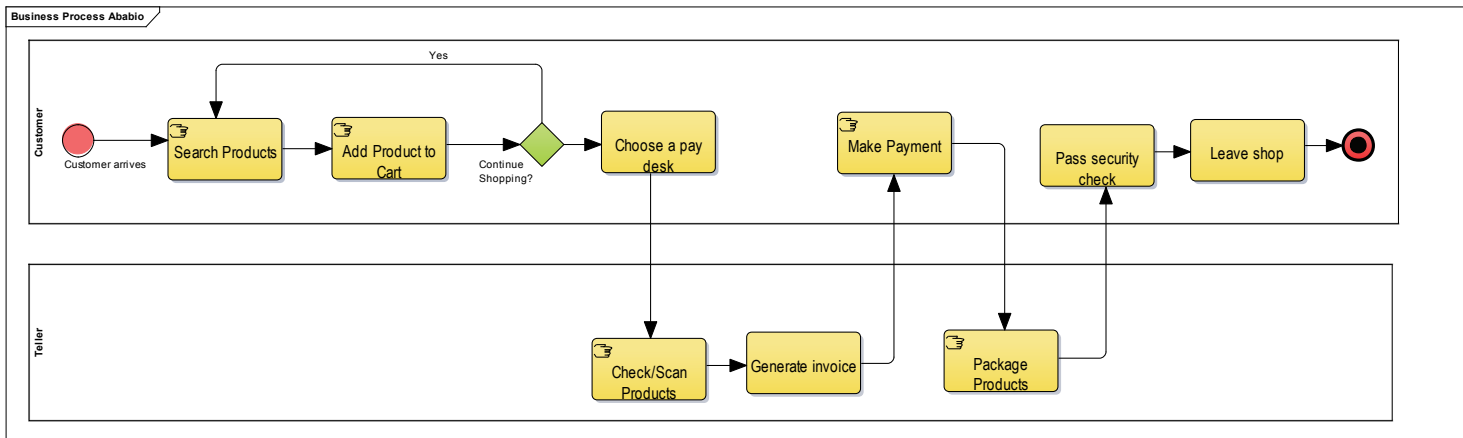 Business Process Ababio
Yes
Customer
Customer arrives
Search Products
Add Product to
Cart
Continue
Shopping?
Choose a pay
desk
Make Payment
Pass security
check
Leave shop
Teller
Check/Scan
Products
Generate invoice
Package
Products